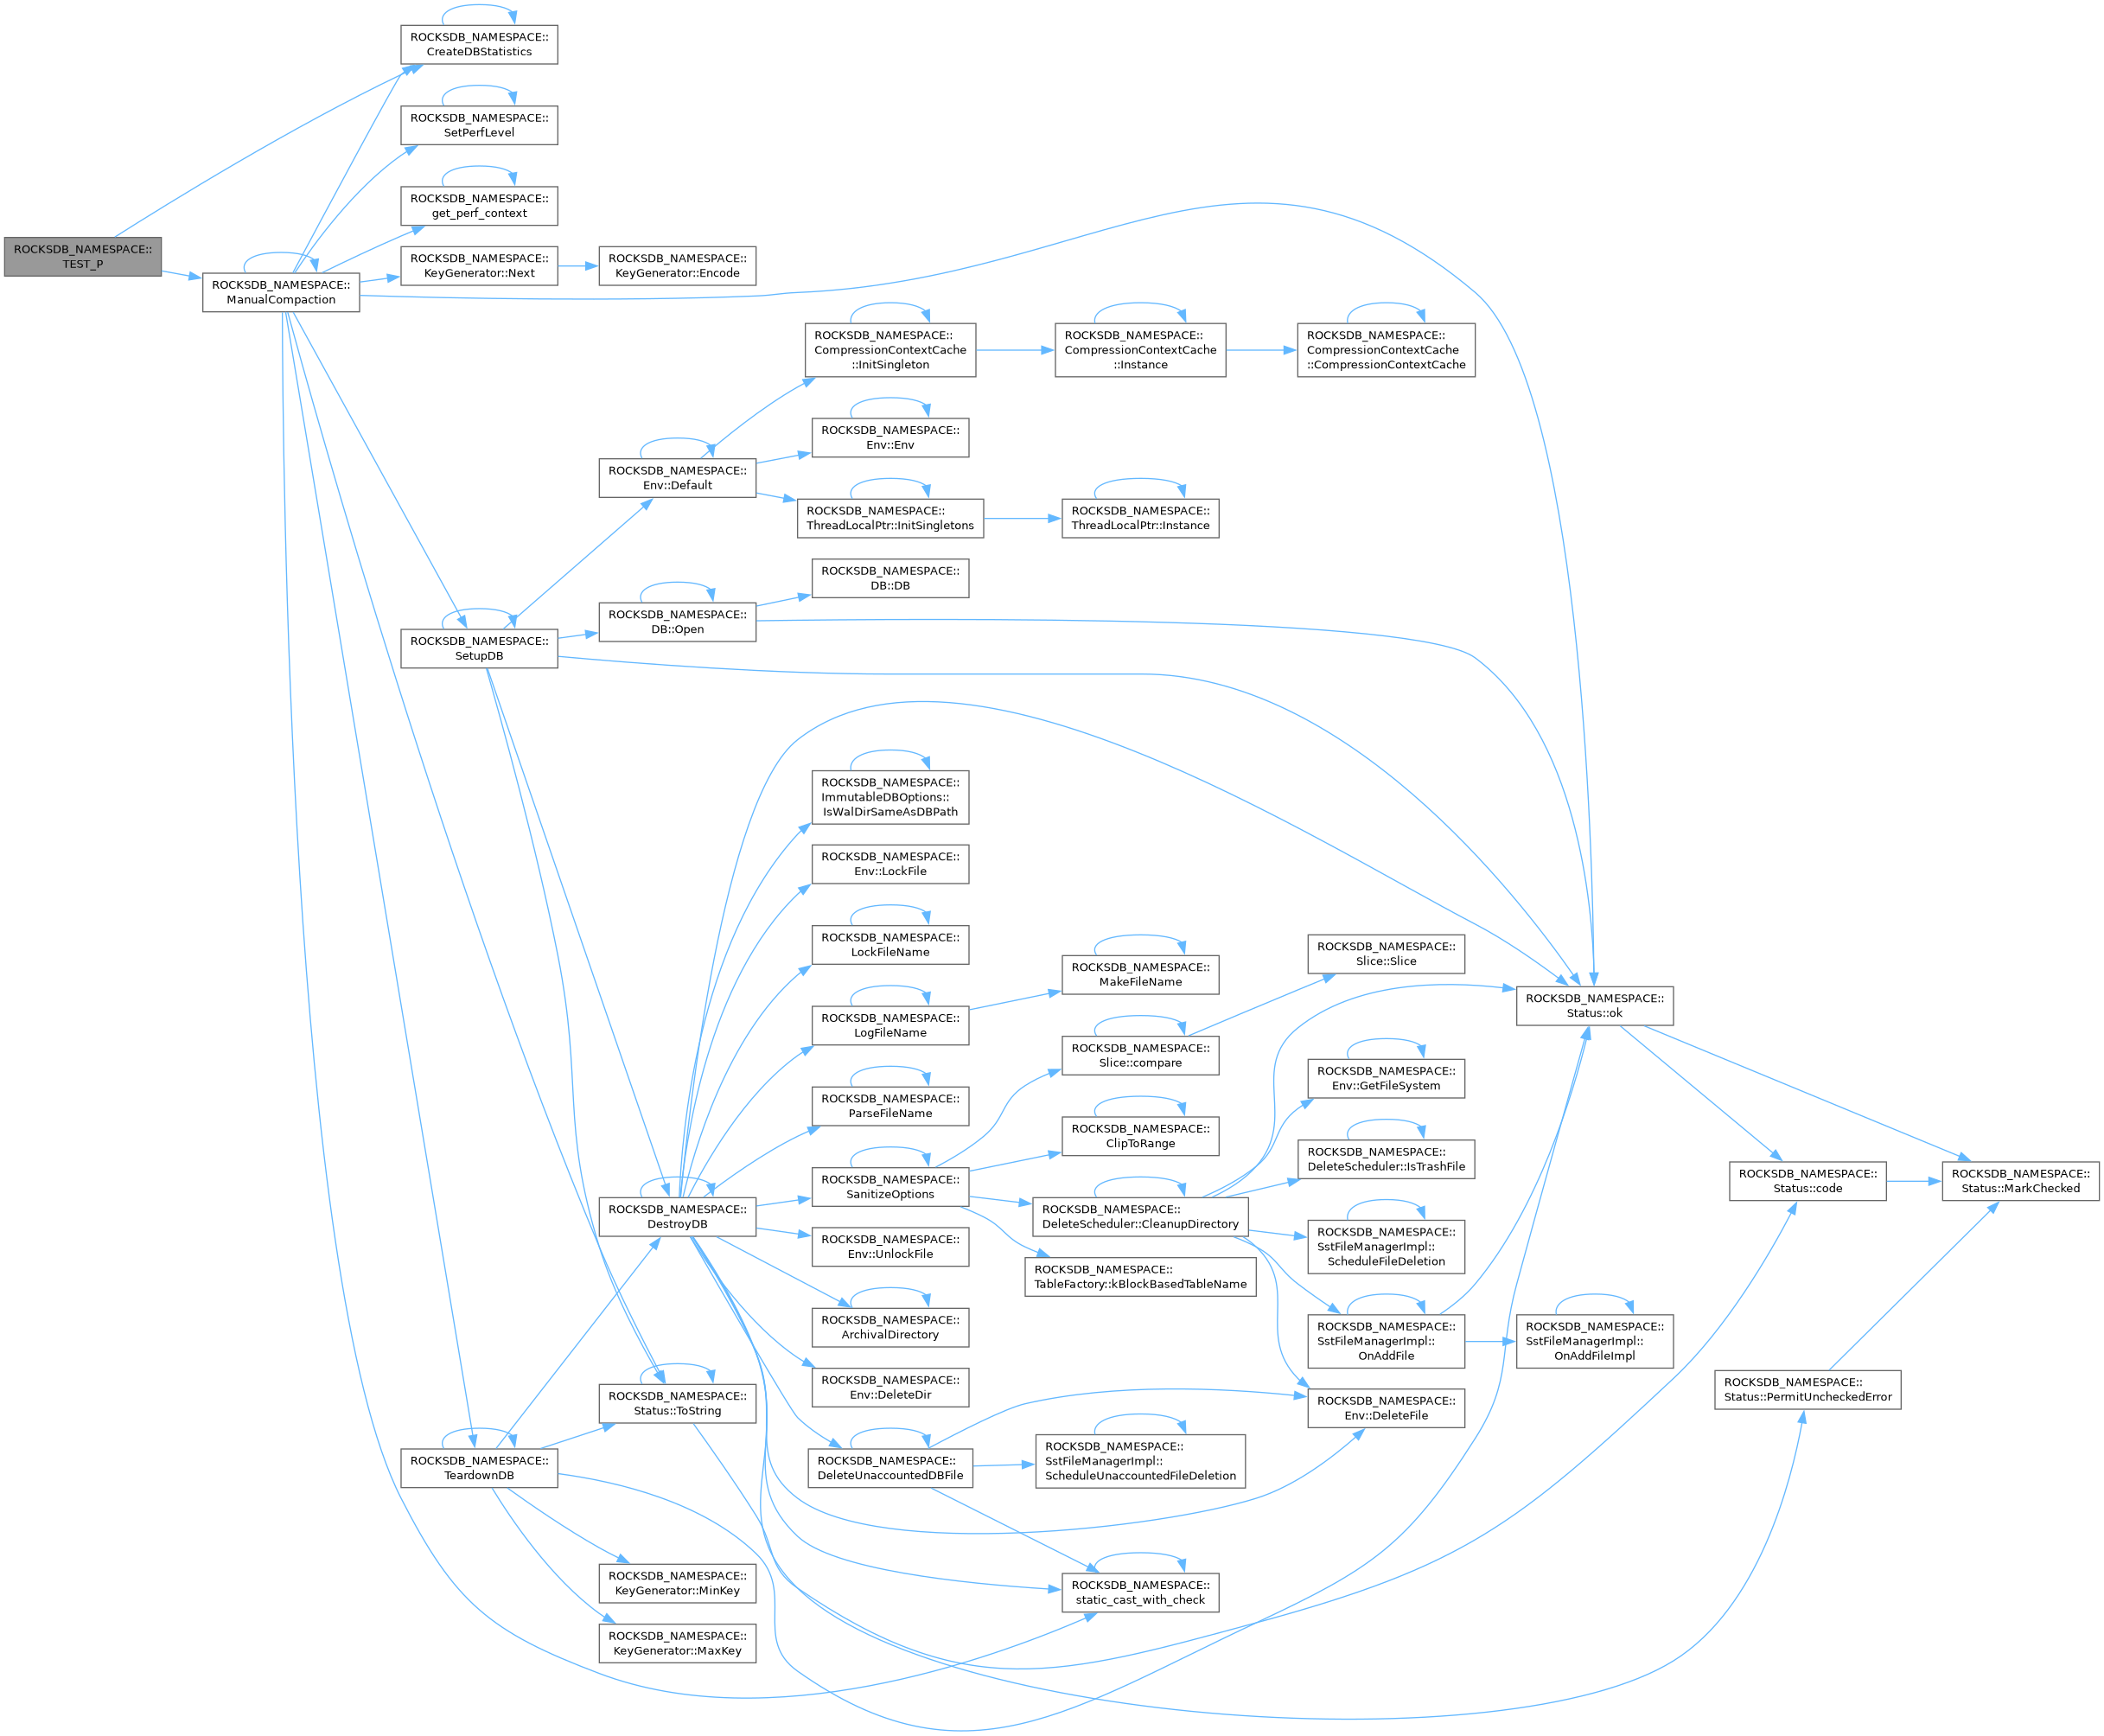 ROCKSDB_NAMESPACE::
TEST_P
ROCKSDB_NAMESPACE::
ManualCompaction
ROCKSDB_NAMESPACE::
CreateDBStatistics
ROCKSDB_NAMESPACE::
SetPerfLevel
ROCKSDB_NAMESPACE::
get_perf_context
ROCKSDB_NAMESPACE::
KeyGenerator::Next
ROCKSDB_NAMESPACE::
KeyGenerator::Encode
ROCKSDB_NAMESPACE::
SetupDB
ROCKSDB_NAMESPACE::
TeardownDB
ROCKSDB_NAMESPACE::
Env::Default
ROCKSDB_NAMESPACE::
DB::Open
ROCKSDB_NAMESPACE::
DestroyDB
ROCKSDB_NAMESPACE::
Status::ToString
ROCKSDB_NAMESPACE::
KeyGenerator::MinKey
ROCKSDB_NAMESPACE::
KeyGenerator::MaxKey
ROCKSDB_NAMESPACE::
CompressionContextCache
::InitSingleton
ROCKSDB_NAMESPACE::
Env::Env
ROCKSDB_NAMESPACE::
ThreadLocalPtr::InitSingletons
ROCKSDB_NAMESPACE::
DB::DB
ROCKSDB_NAMESPACE::
ImmutableDBOptions::
IsWalDirSameAsDBPath
ROCKSDB_NAMESPACE::
Env::LockFile
ROCKSDB_NAMESPACE::
LockFileName
ROCKSDB_NAMESPACE::
LogFileName
ROCKSDB_NAMESPACE::
ParseFileName
ROCKSDB_NAMESPACE::
SanitizeOptions
ROCKSDB_NAMESPACE::
Env::UnlockFile
ROCKSDB_NAMESPACE::
ArchivalDirectory
ROCKSDB_NAMESPACE::
Env::DeleteDir
ROCKSDB_NAMESPACE::
DeleteUnaccountedDBFile
ROCKSDB_NAMESPACE::
CompressionContextCache
::Instance
ROCKSDB_NAMESPACE::
ThreadLocalPtr::Instance
ROCKSDB_NAMESPACE::
MakeFileName
ROCKSDB_NAMESPACE::
Slice::compare
ROCKSDB_NAMESPACE::
ClipToRange
ROCKSDB_NAMESPACE::
DeleteScheduler::CleanupDirectory
ROCKSDB_NAMESPACE::
TableFactory::kBlockBasedTableName
ROCKSDB_NAMESPACE::
SstFileManagerImpl::
ScheduleUnaccountedFileDeletion
ROCKSDB_NAMESPACE::
static_cast_with_check
ROCKSDB_NAMESPACE::
CompressionContextCache
::CompressionContextCache
ROCKSDB_NAMESPACE::
Slice::Slice
ROCKSDB_NAMESPACE::
Env::GetFileSystem
ROCKSDB_NAMESPACE::
DeleteScheduler::IsTrashFile
ROCKSDB_NAMESPACE::
SstFileManagerImpl::
ScheduleFileDeletion
ROCKSDB_NAMESPACE::
SstFileManagerImpl::
OnAddFile
ROCKSDB_NAMESPACE::
Env::DeleteFile
ROCKSDB_NAMESPACE::
Status::ok
ROCKSDB_NAMESPACE::
SstFileManagerImpl::
OnAddFileImpl
ROCKSDB_NAMESPACE::
Status::code
ROCKSDB_NAMESPACE::
Status::PermitUncheckedError
ROCKSDB_NAMESPACE::
Status::MarkChecked